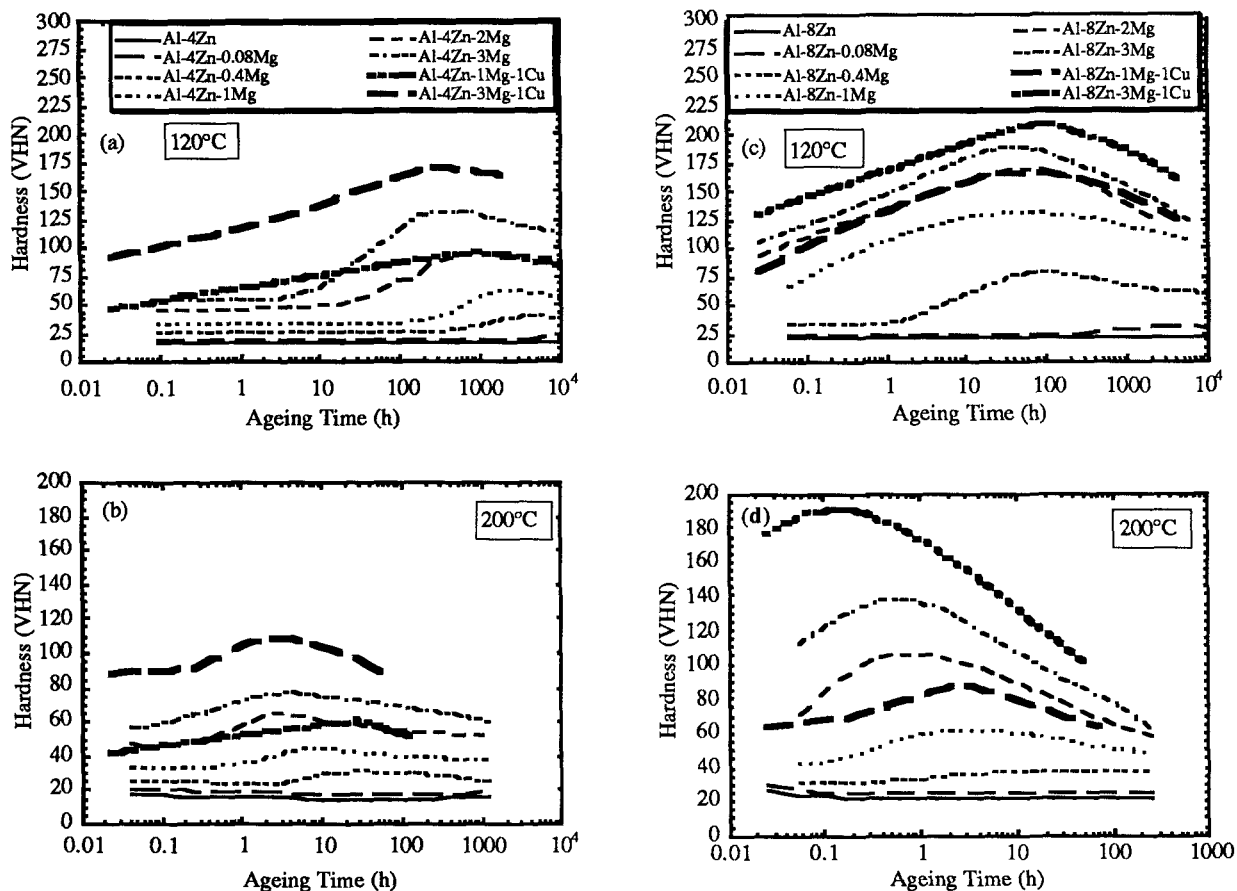 300
275
250
225
200
175
150
125
100
75
50
25
0
Hardness (VHN)
Al-4Zn
Al-4Zn-0.08Mg
Al-4Zn-0.4Mg
Al-4Zn-1Mg
Al-4Zn-2Mg
Al-4Zn-3Mg
Al-4Zn-1Mg-1Cu
Al-4Zn-3Mg-1Cu
(a)
120°C
0.01 0.1 1 10 100 1000 10⁴
Ageing Time (h)
300
275
250
225
200
175
150
125
100
75
50
25
0
Hardness (VHN)
Al-8Zn
Al-8Zn-0.08Mg
Al-8Zn-0.4Mg
Al-8Zn-1Mg
Al-8Zn-2Mg
Al-8Zn-3Mg
Al-8Zn-1Mg-1Cu
Al-8Zn-3Mg-1Cu
(c)
120°C
0.01 0.1 1 10 100 1000 10⁴
Ageing Time (h)
200
180
160
140
120
100
80
60
40
20
0
Hardness (VHN)
(b)
200°C
0.01 0.1 1 10 100 1000 10⁴
Ageing Time (h)
200
180
160
140
120
100
80
60
40
20
0
Hardness (VHN)
(d)
200°C
0.01 0.1 1 10 100 1000
Ageing Time (h)